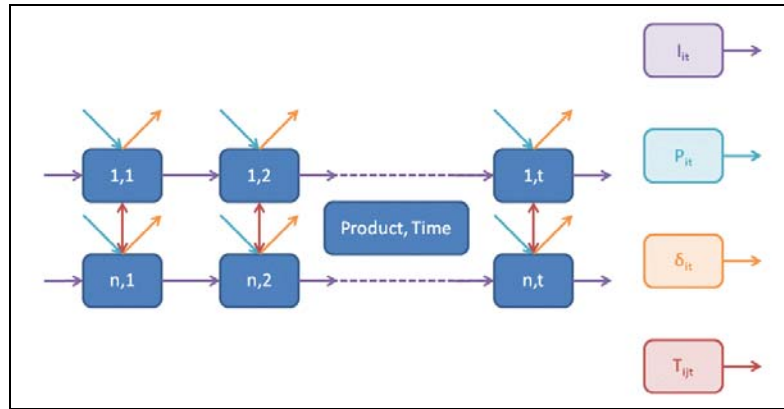 I_it
1,1 1,2 1,t
P_it
Product, Time
n,1 n,2 n,t
δ_it
T_ijt